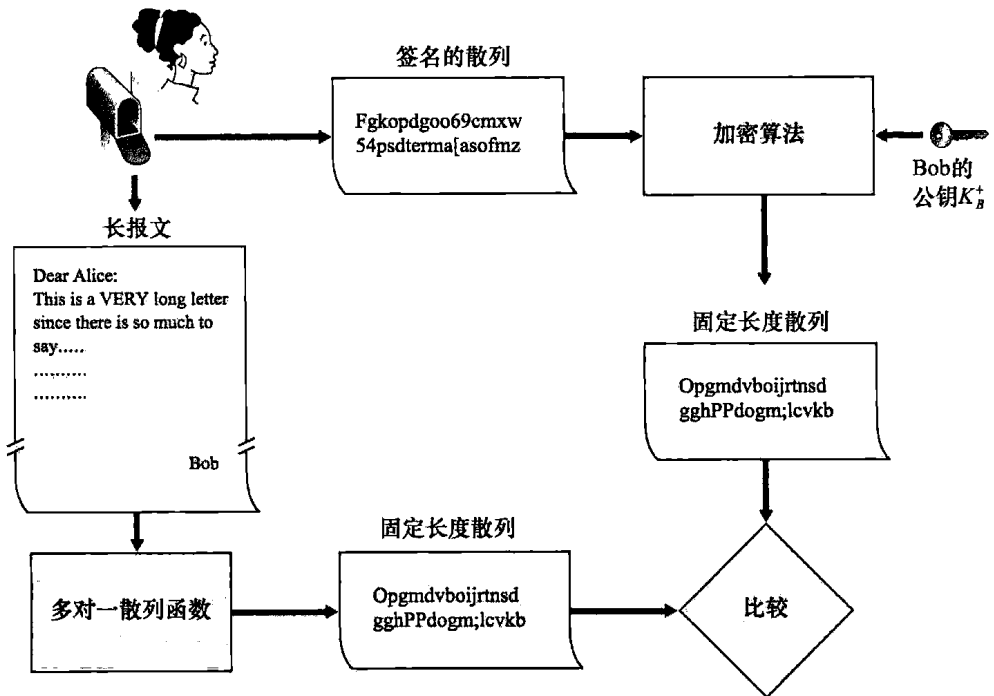 签名的散列
Fgkopdgoo69cmxw
54psdterma[asofmz
加密算法
Bob的
公钥K_B^+
长报文
Dear Alice:
This is a VERY long letter
since there is so much to
say.....
..........
..........
Bob
固定长度散列
Opgmdvboijrtnsd
gghPPdogm;lcvkb
多对一散列函数
固定长度散列
Opgmdvboijrtnsd
gghPPdogm;lcvkb
比较